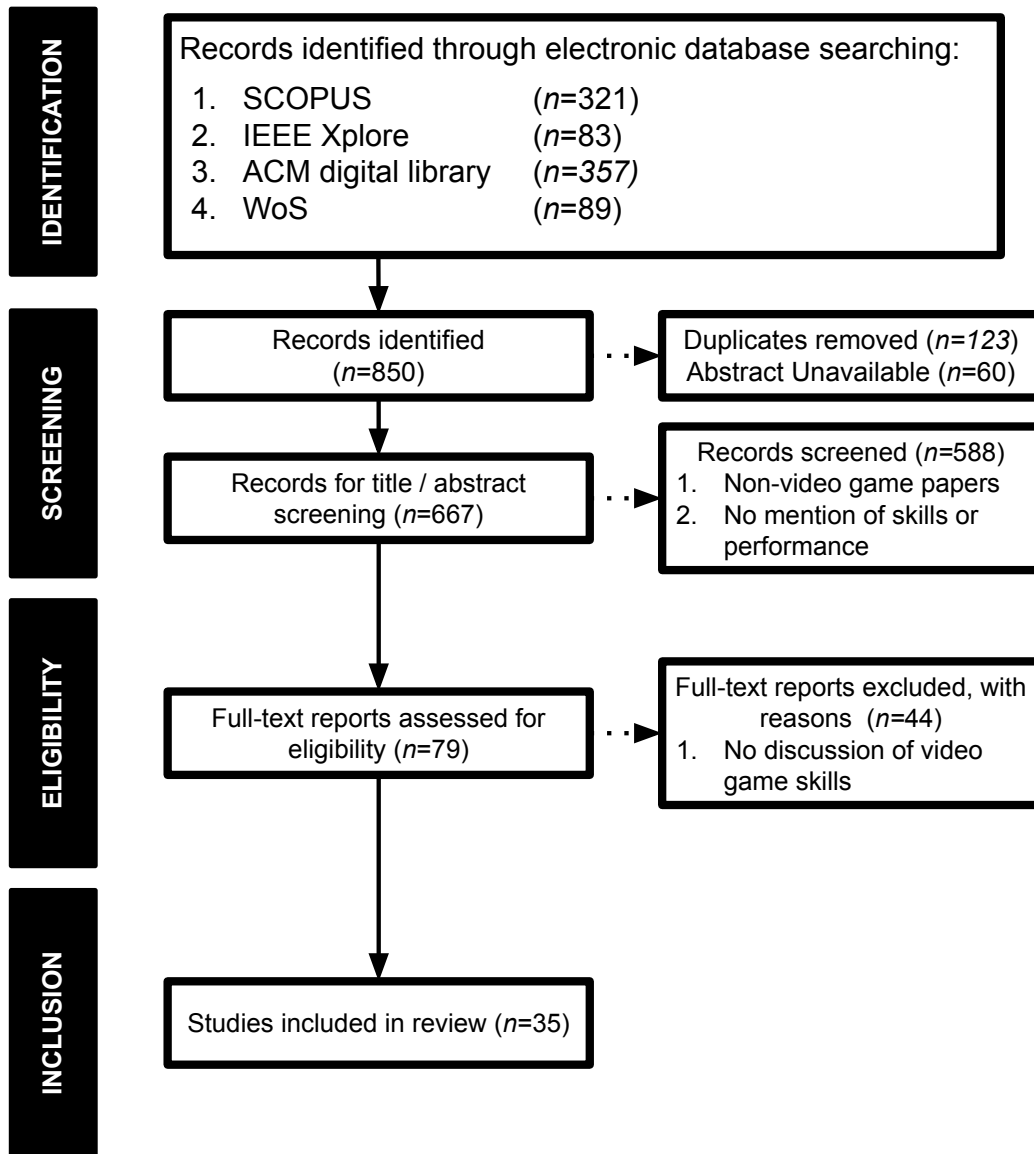 IDENTIFICATION
Records identified through electronic database searching:
1. SCOPUS (n=321)
2. IEEE Xplore (n=83)
3. ACM digital library (n=357)
4. WoS (n=89)
SCREENING
Records identified
(n=850)
Duplicates removed (n=123)
Abstract Unavailable (n=60)
Records for title / abstract
screening (n=667)
Records screened (n=588)
1. Non-video game papers
2. No mention of skills or
performance
ELIGIBILITY
Full-text reports assessed for
eligibility (n=79)
Full-text reports excluded, with
reasons (n=44)
1. No discussion of video
game skills
INCLUSION
Studies included in review (n=35)